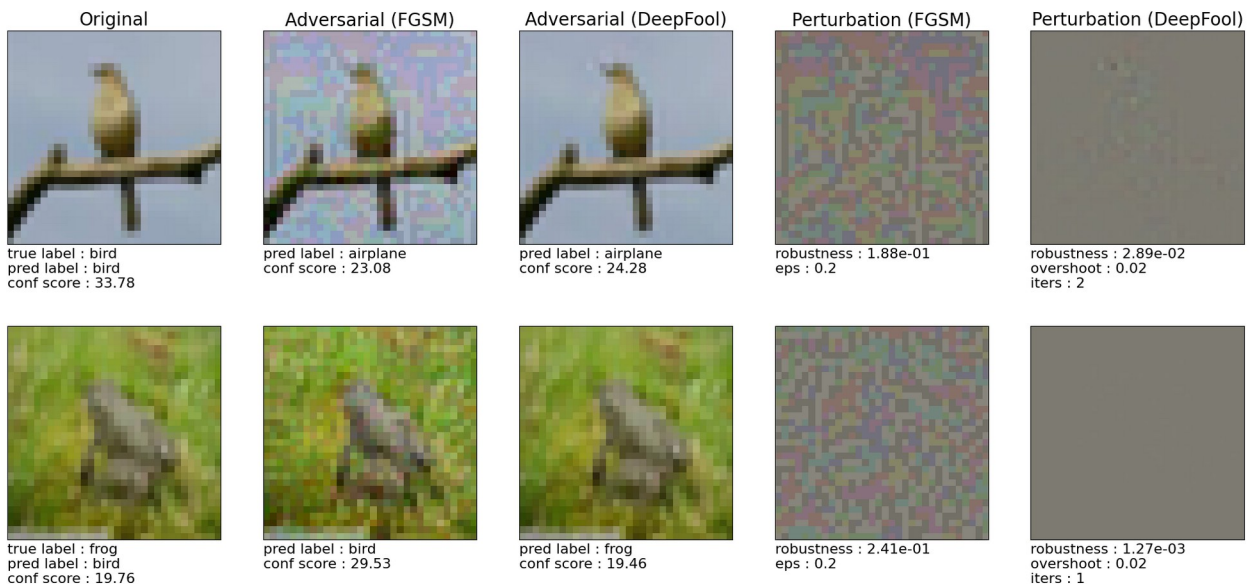 Original
Adversarial (FGSM)
Adversarial (DeepFool)
Perturbation (FGSM)
Perturbation (DeepFool)
true label : bird
pred label : bird
conf score : 33.78
pred label : airplane
conf score : 23.08
pred label : airplane
conf score : 24.28
robustness : 1.88e-01
eps : 0.2
robustness : 2.89e-02
overshoot : 0.02
iters : 2
true label : frog
pred label : bird
conf score : 19.76
pred label : bird
conf score : 29.53
pred label : frog
conf score : 19.46
robustness : 2.41e-01
eps : 0.2
robustness : 1.27e-03
overshoot : 0.02
iters : 1